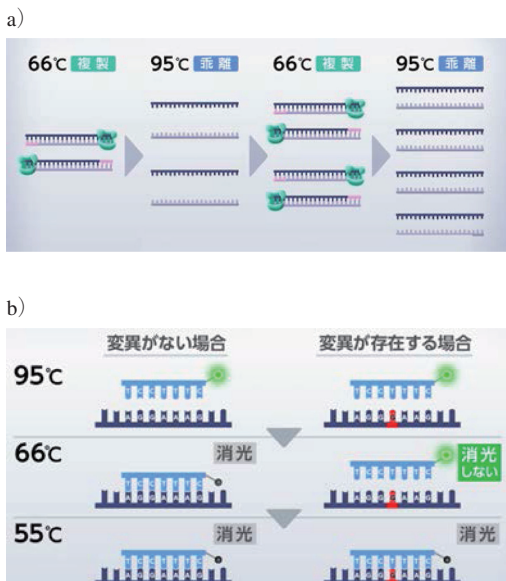 a）
66℃ 複製 95℃ 乖離 66℃ 複製 95℃ 乖離
b）
変異がない場合 変異が存在する場合
95℃
T C C T T T C T C C T T T C
A G G A A A G
66℃ 消光 消光しない
T C C T T T C T C C T T T C
A G G A A A G
55℃ 消光 消光
T C C T T T C T C C T T T C
A G G A A A G